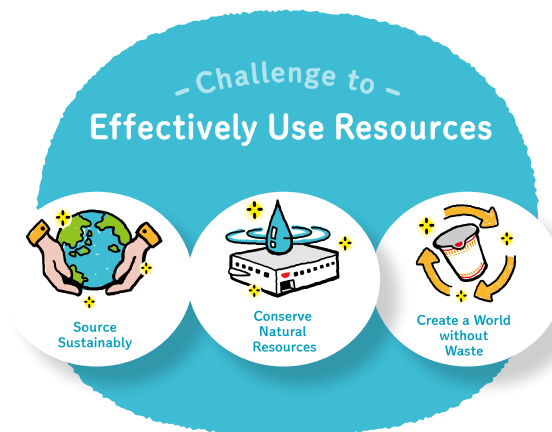 – Challenge to –
Effectively Use Resources
Source
Sustainably
Conserve
Natural
Resources
Create a World
without
Waste